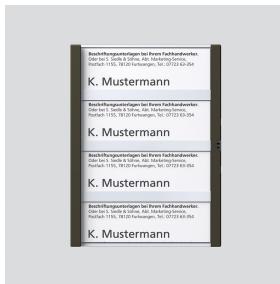 Beschriftungsunterlagen bei Ihrem Fachhandwerker.
Oder bei S. Siedle & Söhne, Abt. Marketing-Service,
Postfach 1155, 78120 Furtwangen, Tel.: 07723 63-354
K. Mustermann
Beschriftungsunterlagen bei Ihrem Fachhandwerker.
Oder bei S. Siedle & Söhne, Abt. Marketing-Service,
Postfach 1155, 78120 Furtwangen, Tel.: 07723 63-354
K. Mustermann
Beschriftungsunterlagen bei Ihrem Fachhandwerker.
Oder bei S. Siedle & Söhne, Abt. Marketing-Service,
Postfach 1155, 78120 Furtwangen, Tel.: 07723 63-354
K. Mustermann
Beschriftungsunterlagen bei Ihrem Fachhandwerker.
Oder bei S. Siedle & Söhne, Abt. Marketing-Service,
Postfach 1155, 78120 Furtwangen, Tel.: 07723 63-354
K. Mustermann